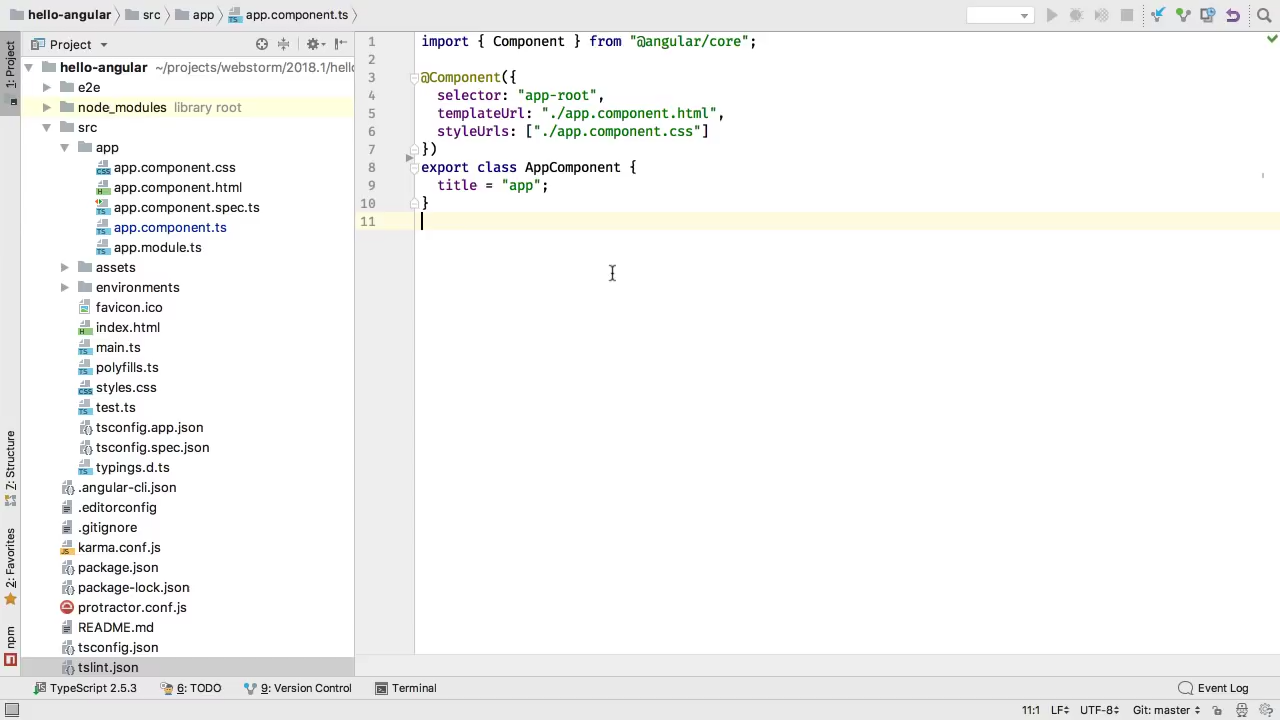 hello-angular src app app.component.ts
1: Project
Project
hello-angular ~/projects/webstorm/2018.1/hello
e2e
node_modules library root
src
app
app.component.css
app.component.html
app.component.spec.ts
app.component.ts
app.module.ts
assets
environments
favicon.ico
index.html
main.ts
polyfills.ts
styles.css
test.ts
tsconfig.app.json
tsconfig.spec.json
typings.d.ts
.angular-cli.json
.editorconfig
.gitignore
karma.conf.js
package.json
package-lock.json
protractor.conf.js
README.md
tsconfig.json
tslint.json
7: Structure
2: Favorites
npm
1 import { Component } from "@angular/core";
2
3 @Component({
4 selector: "app-root",
5 templateUrl: "./app.component.html",
6 styleUrls: ["./app.component.css"]
7 })
8 export class AppComponent {
9 title = "app";
10 }
11
TypeScript 2.5.3 6: TODO 9: Version Control Terminal Event Log
11:1 LF UTF-8 Git: master